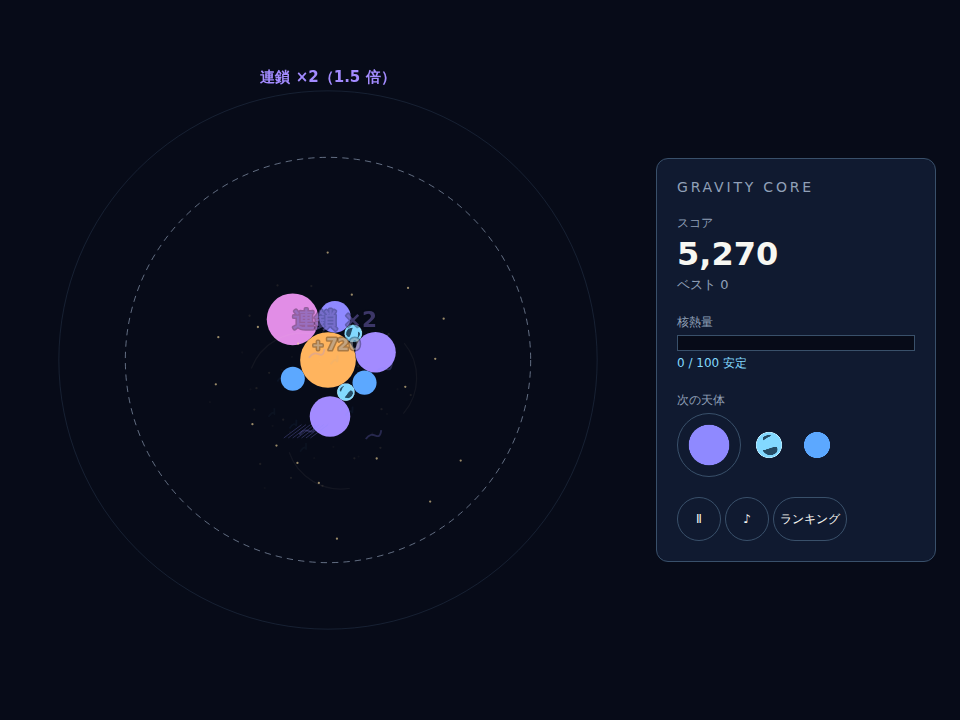 連鎖 ×2（1.5 倍）
連鎖 ×2
+720
GRAVITY CORE
スコア
5,270
ベスト 0
核熱量
0 / 100 安定
次の天体
Ⅱ ♪ ランキング